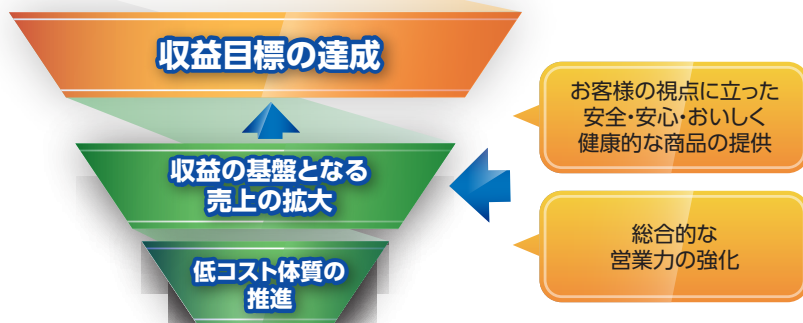 収益目標の達成
収益の基盤となる
売上の拡大
低コスト体質の
推進
お客様の視点に立った
安全・安心・おいしく
健康的な商品の提供
総合的な
営業力の強化